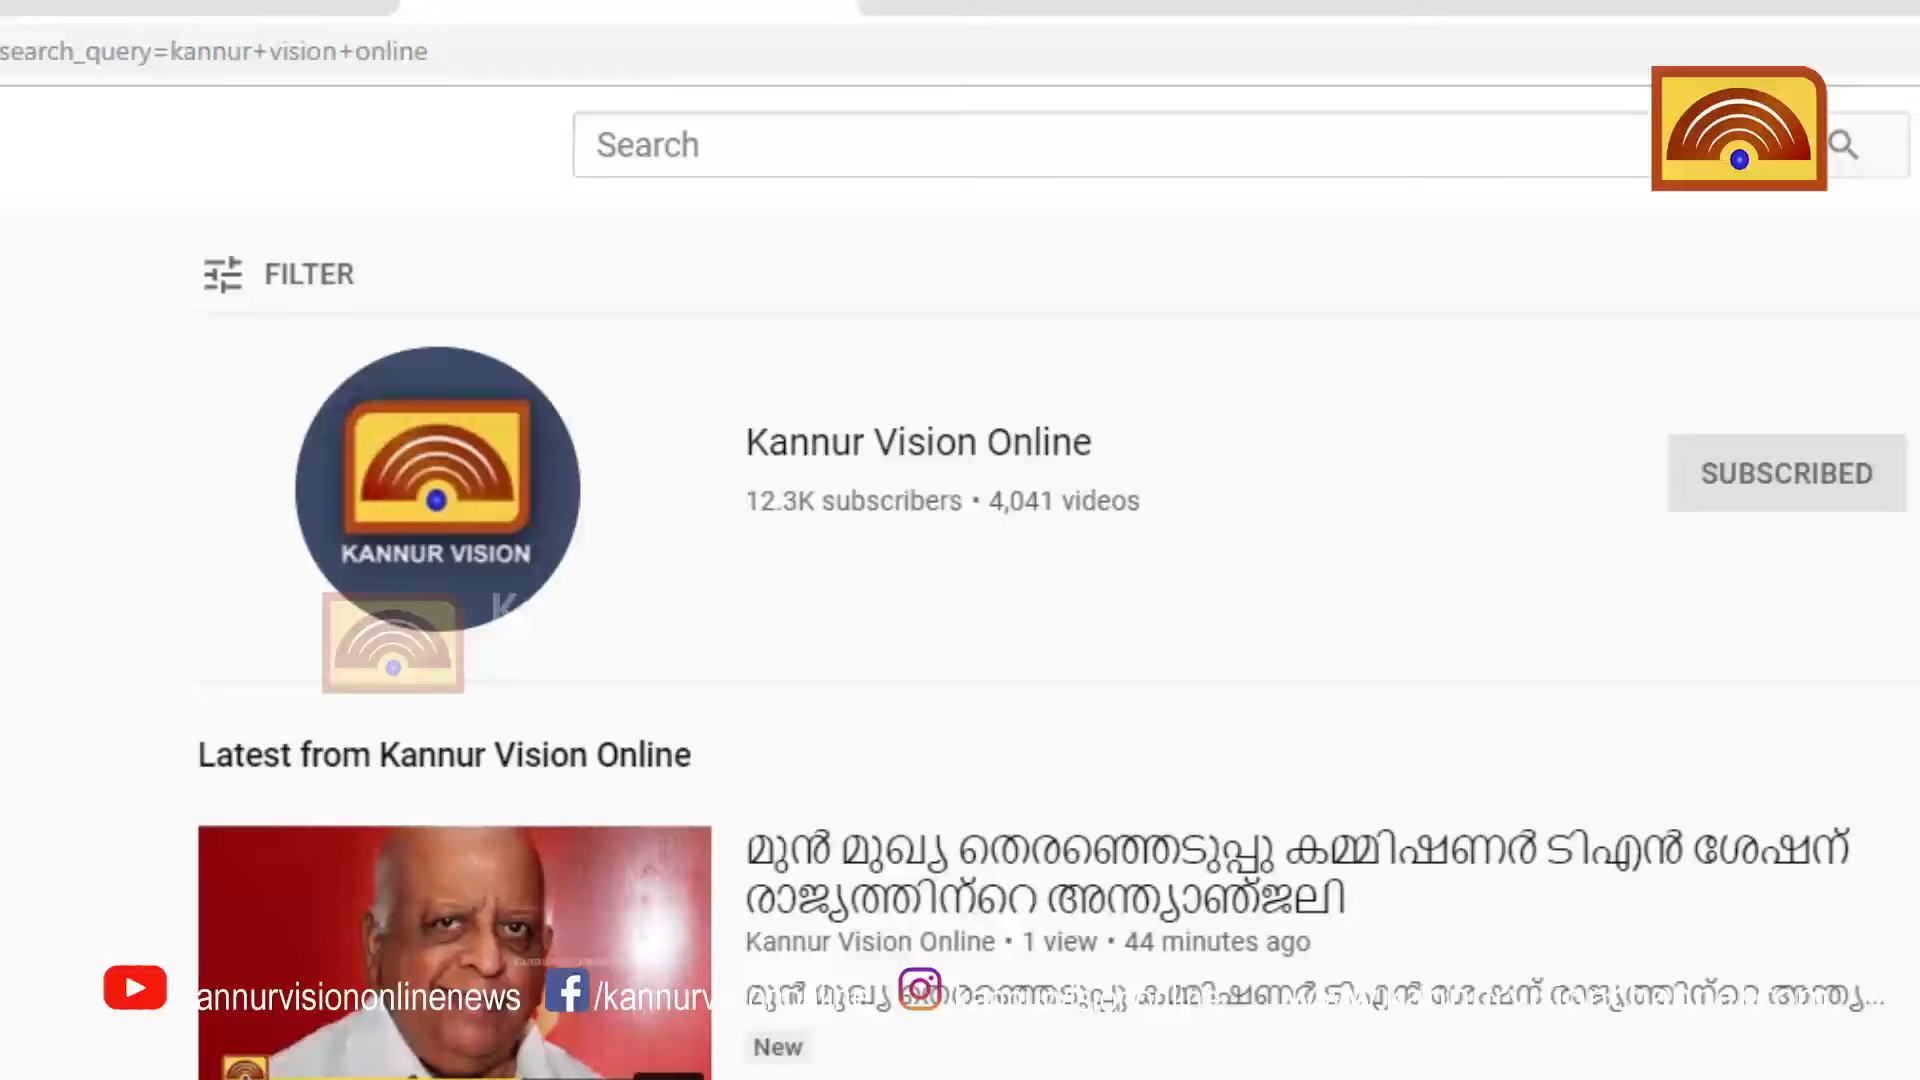 search_query=kannur+vision+online
Search
FILTER
KANNUR VISION
Kannur Vision Online
12.3K subscribers • 4,041 videos
SUBSCRIBED
K
Latest from Kannur Vision Online
മുൻ മുഖ്യ തെരഞ്ഞെടുപ്പു കമ്മിഷണർ ടിഎൻ ശേഷന്
രാജ്യത്തിന്റെ അന്ത്യാഞ്ജലി
Kannur Vision Online • 1 view • 44 minutes ago
annurvisiononlinenews
/kannurv
New